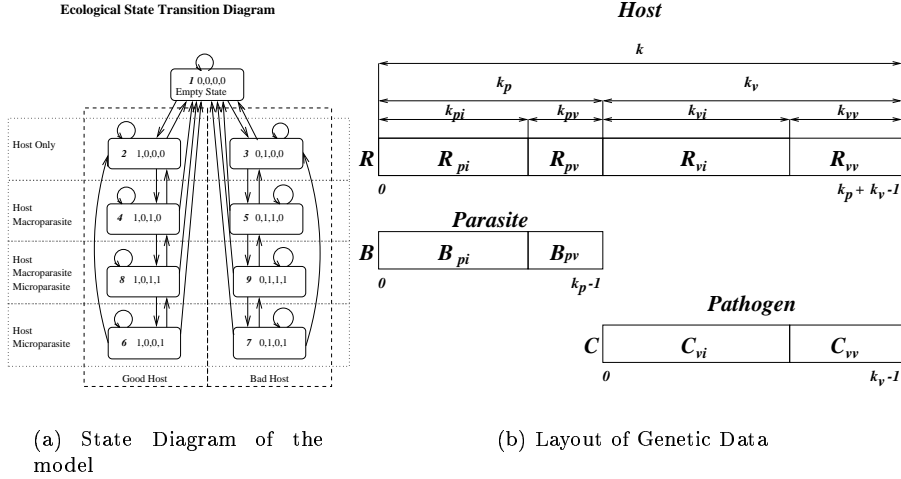 Ecological State Transition Diagram
1 0,0,0,0
Empty State
Host Only
2 1,0,0,0
3 0,1,0,0
Host
Macroparasite
4 1,0,1,0
5 0,1,1,0
Host
Macroparasite
Microparasite
8 1,0,1,1
9 0,1,1,1
Host
Microparasite
6 1,0,0,1
7 0,1,0,1
Good Host
Bad Host
(a) State Diagram of the
model
Host
k
k_p
k_v
k_pi
k_pv
k_vi
k_vv
R
R_pi
R_pv
R_vi
R_vv
0
k_p + k_v -1
Parasite
B
B_pi
B_pv
0
k_p -1
Pathogen
C
C_vi
C_vv
0
k_v -1
(b) Layout of Genetic Data